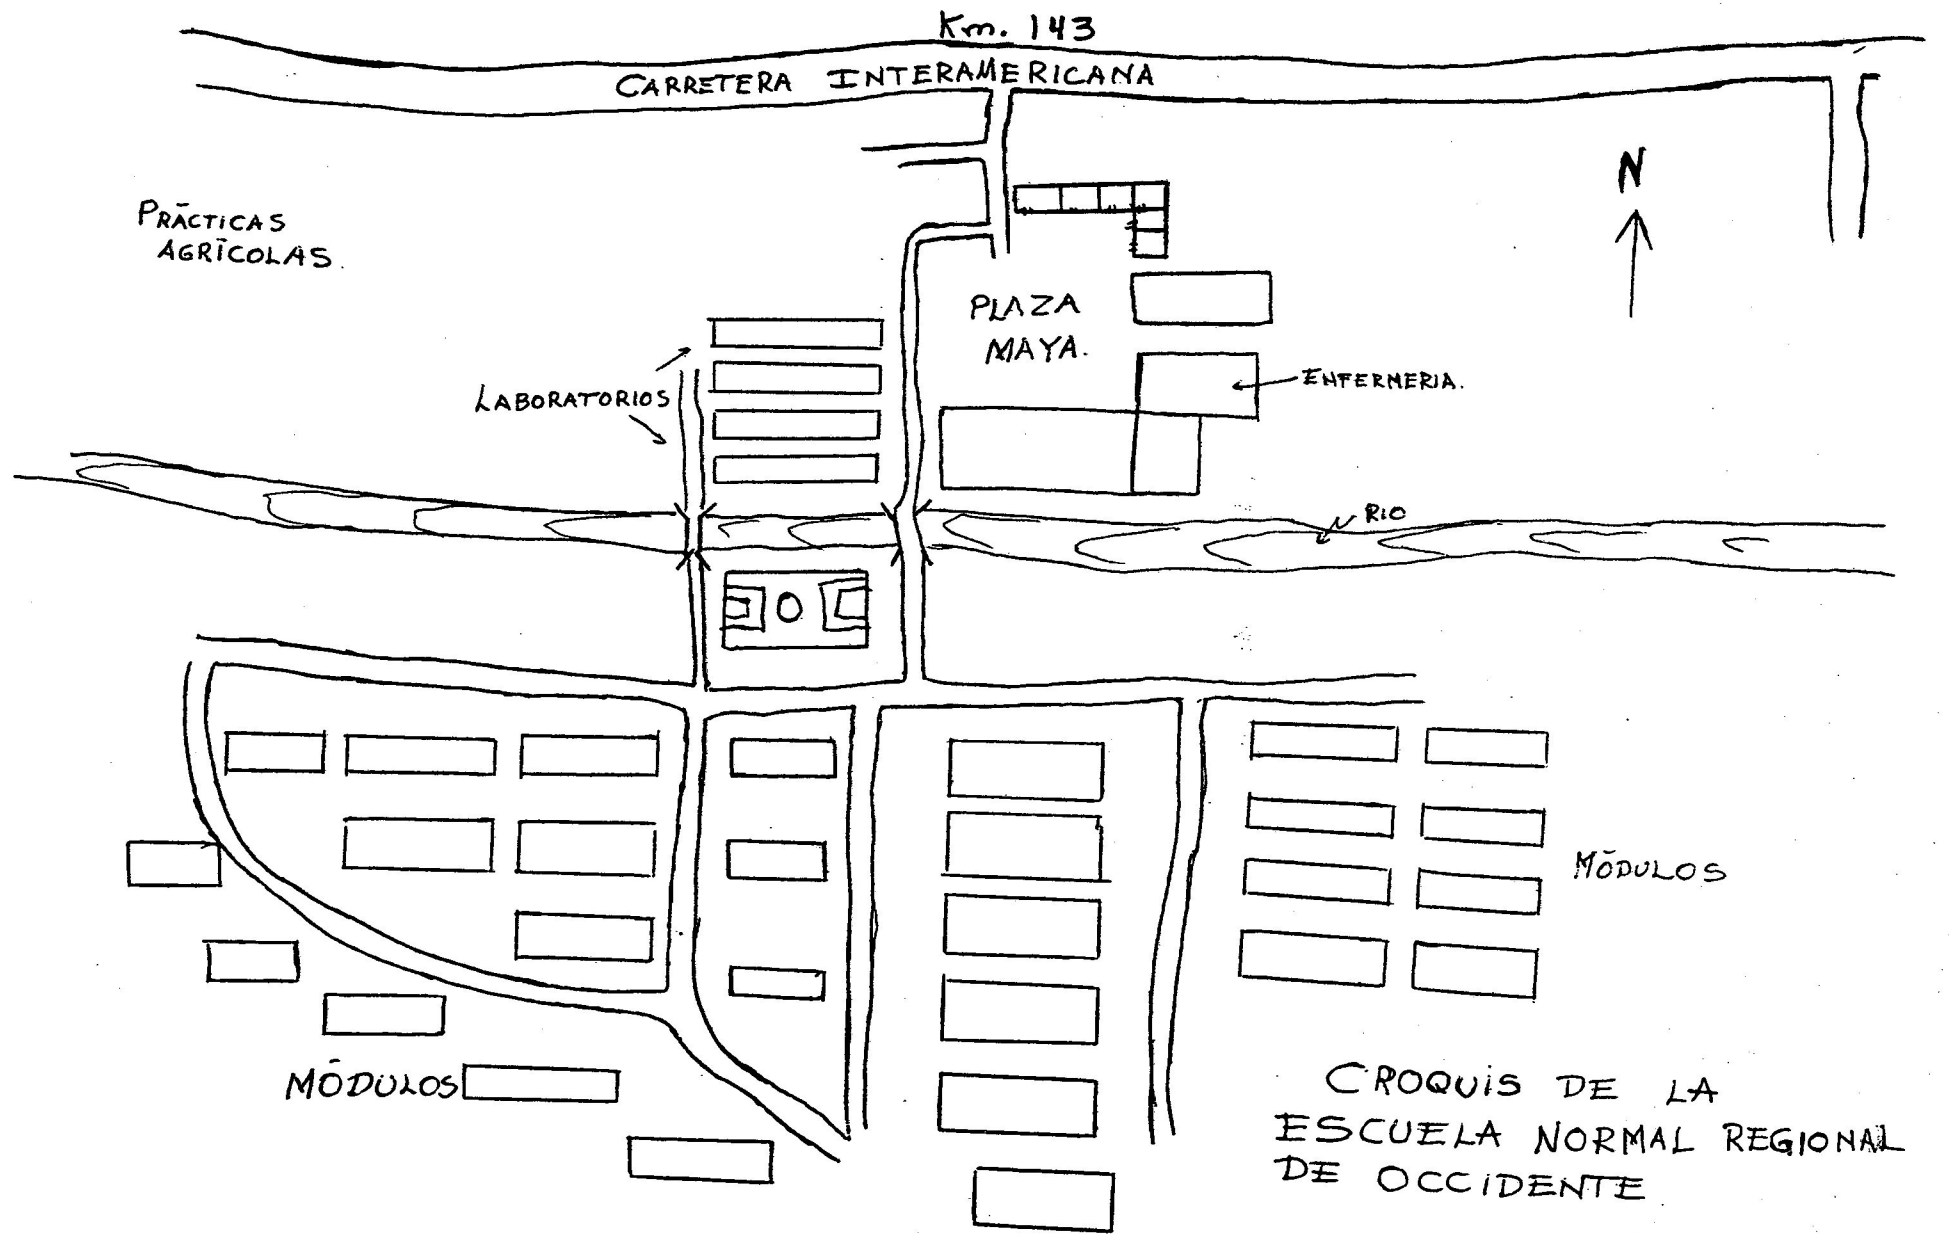 Km. 143
CARRETERA INTERAMERICANA
N
PRÁCTICAS
AGRÍCOLAS.
PLAZA
MAYA.
LABORATORIOS
ENFERMERIA.
RIO
MÓDULOS
MÓDULOS
CROQUIS DE LA
ESCUELA NORMAL REGIONAL
DE OCCIDENTE